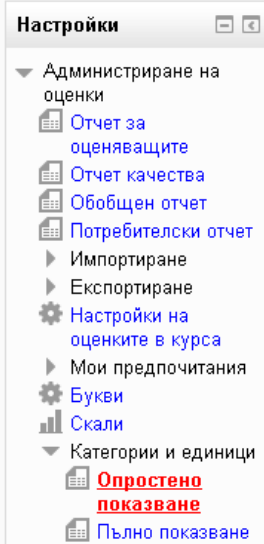 Настройки
Администриране на
оценки
Отчет за
оценяващите
Отчет качества
Обобщен отчет
Потребителски отчет
Импортиране
Експортиране
Настройки на
оценките в курса
Мои предпочитания
Букви
Скали
Категории и единици
Опростено
показване
Пълно показване